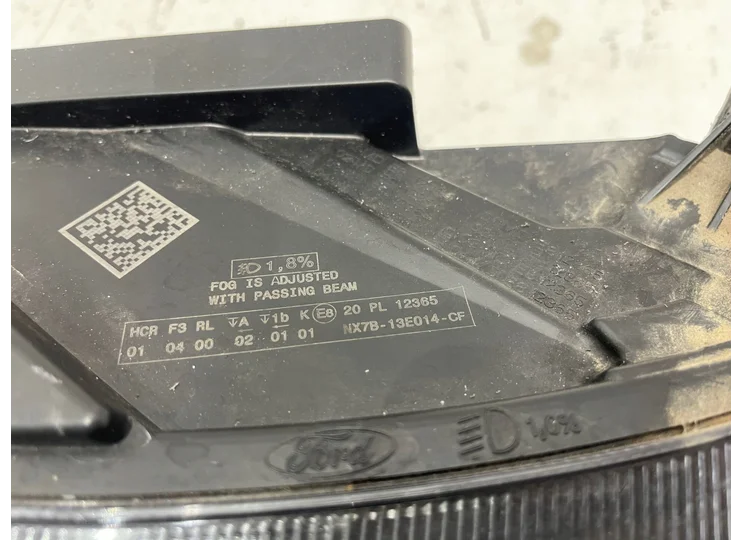 1,8%
FOG IS ADJUSTED
WITH PASSING BEAM
HCR F3 RL A 1b K E8 20 PL 12365
01 04 00 02 01 01 NX7B-13E014-CF
Ford 1,0%